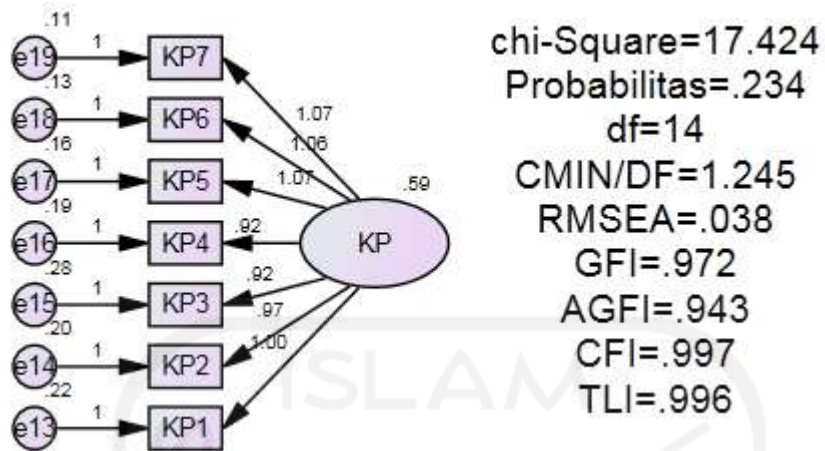 .11
e19
1
KP7
.13
e18
1
KP6
.16
e17
1
KP5
.19
e16
1
KP4
.28
e15
1
KP3
.20
e14
1
KP2
.22
e13
1
KP1
1.07
1.06
1.07
.92
.92
.97
1.00
.59
KP
chi-Square=17.424
Probabilitas=.234
df=14
CMIN/DF=1.245
RMSEA=.038
GFI=.972
AGFI=.943
CFI=.997
TLI=.996
ISLAM